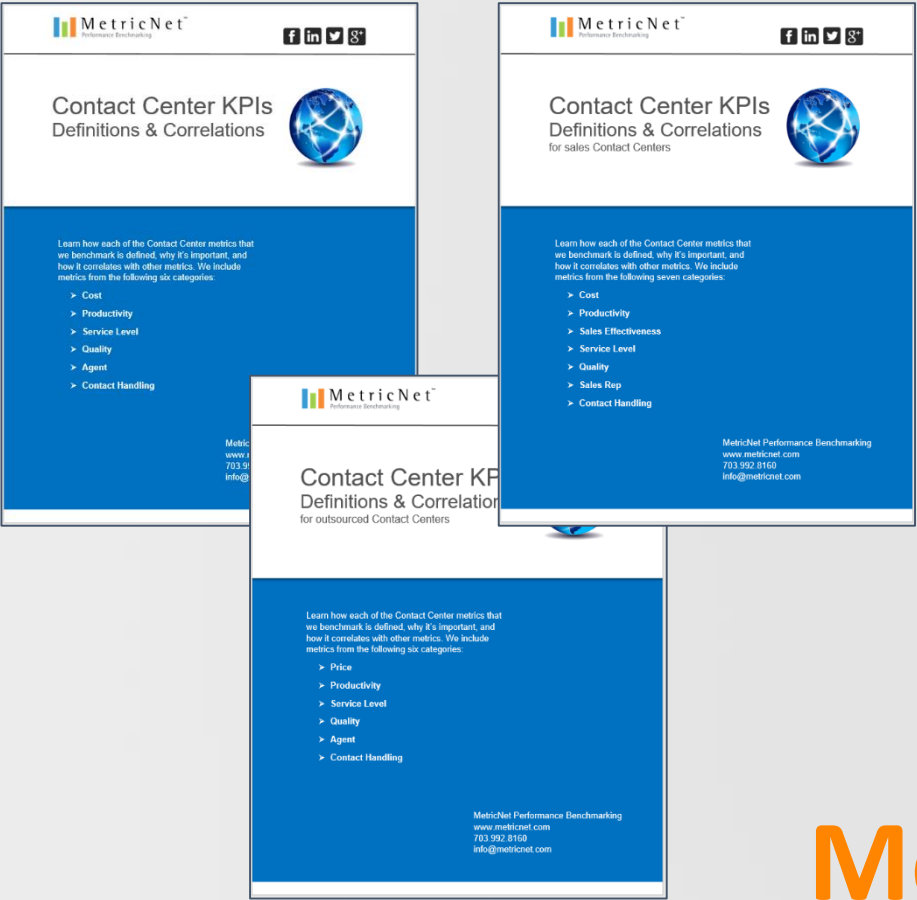 MetricNet™
Performance Benchmarking
Contact Center KPIs
Definitions & Correlations
Learn how each of the Contact Center metrics that
we benchmark is defined, why it's important, and
how it correlates with other metrics. We include
metrics from the following six categories:
➢ Cost
➢ Productivity
➢ Service Level
➢ Quality
➢ Agent
➢ Contact Handling
Metric
www.
703.99
info@
MetricNet™
Performance Benchmarking
Contact Center KPIs
Definitions & Correlations
for sales Contact Centers
Learn how each of the Contact Center metrics that
we benchmark is defined, why it's important, and
how it correlates with other metrics. We include
metrics from the following seven categories:
➢ Cost
➢ Productivity
➢ Sales Effectiveness
➢ Service Level
➢ Quality
➢ Sales Rep
➢ Contact Handling
MetricNet Performance Benchmarking
www.metricnet.com
703.992.8160
info@metricnet.com
MetricNet™
Performance Benchmarking
Contact Center KP
Definitions & Correlation
for outsourced Contact Centers
Learn how each of the Contact Center metrics that
we benchmark is defined, why it's important, and
how it correlates with other metrics. We include
metrics from the following six categories:
➢ Price
➢ Productivity
➢ Service Level
➢ Quality
➢ Agent
➢ Contact Handling
MetricNet Performance Benchmarking
www.metricnet.com
703.992.8160
info@metricnet.com